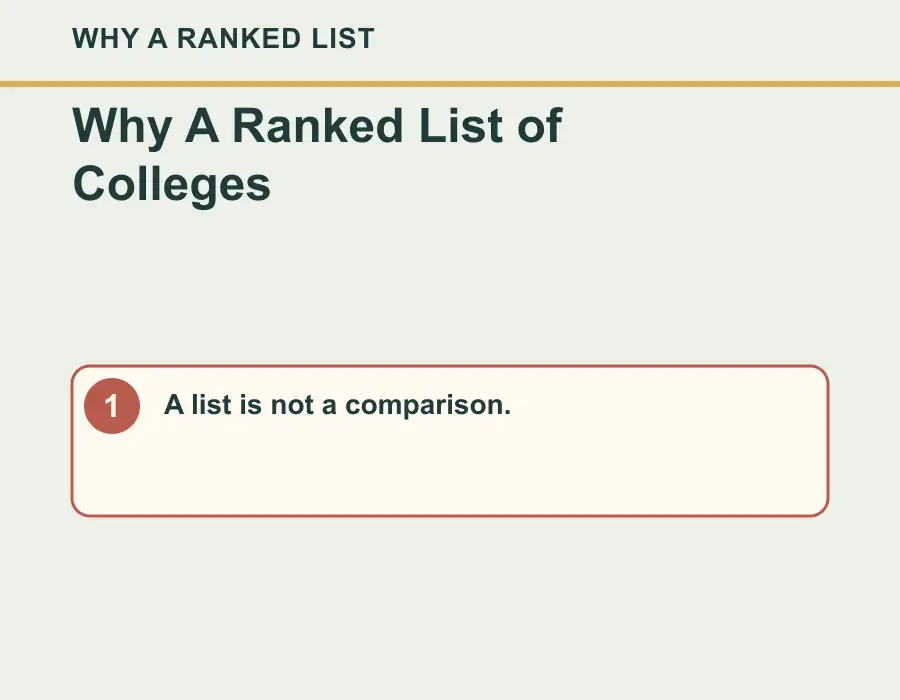 WHY A RANKED LIST
Why A Ranked List of
Colleges
1
A list is not a comparison.